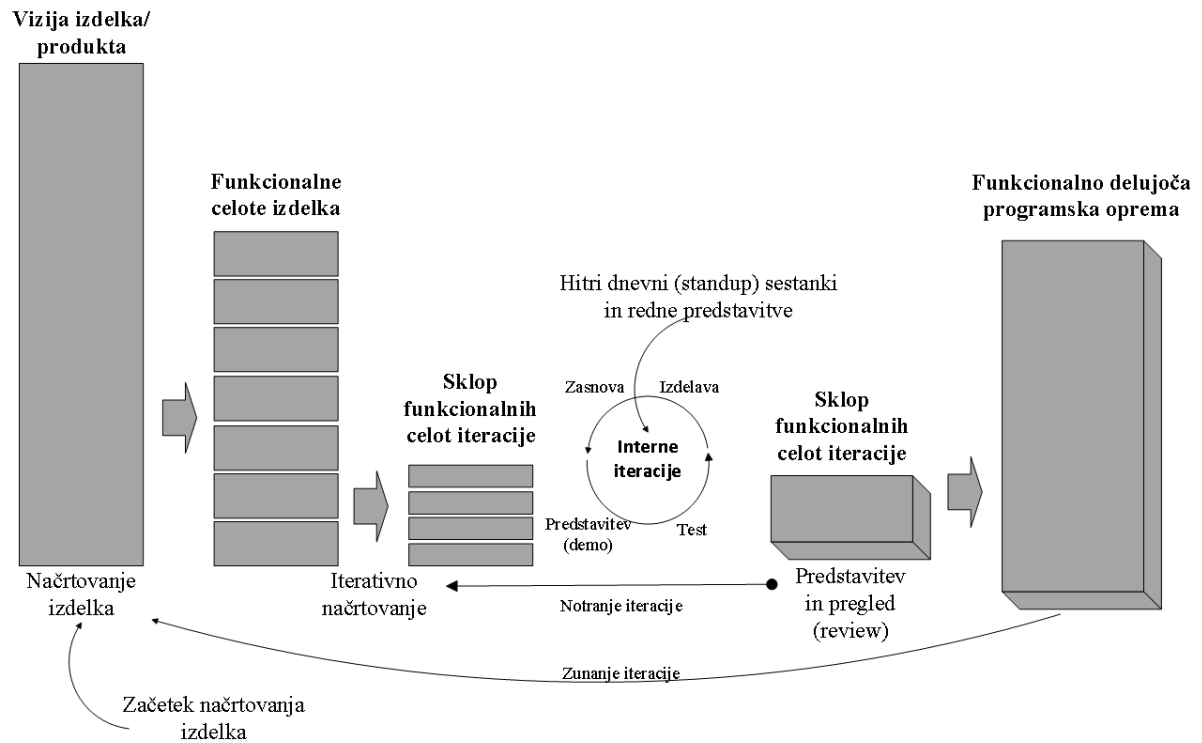 Vizija izdelka/
produkta
Funkcionalne
celote izdelka
Funkcionalno delujoča
programska oprema
Hitri dnevni (standup) sestanki
in redne predstavitve
Sklop
funkcionalnih
celot iteracije
Zasnova
Izdelava
Interne
iteracije
Predstavitev
(demo)
Test
Sklop
funkcionalnih
celot iteracije
Načrtovanje
izdelka
Iterativno
načrtovanje
Notranje iteracije
Predstavitev
in pregled
(review)
Zunanje iteracije
Začetek načrtovanja
izdelka